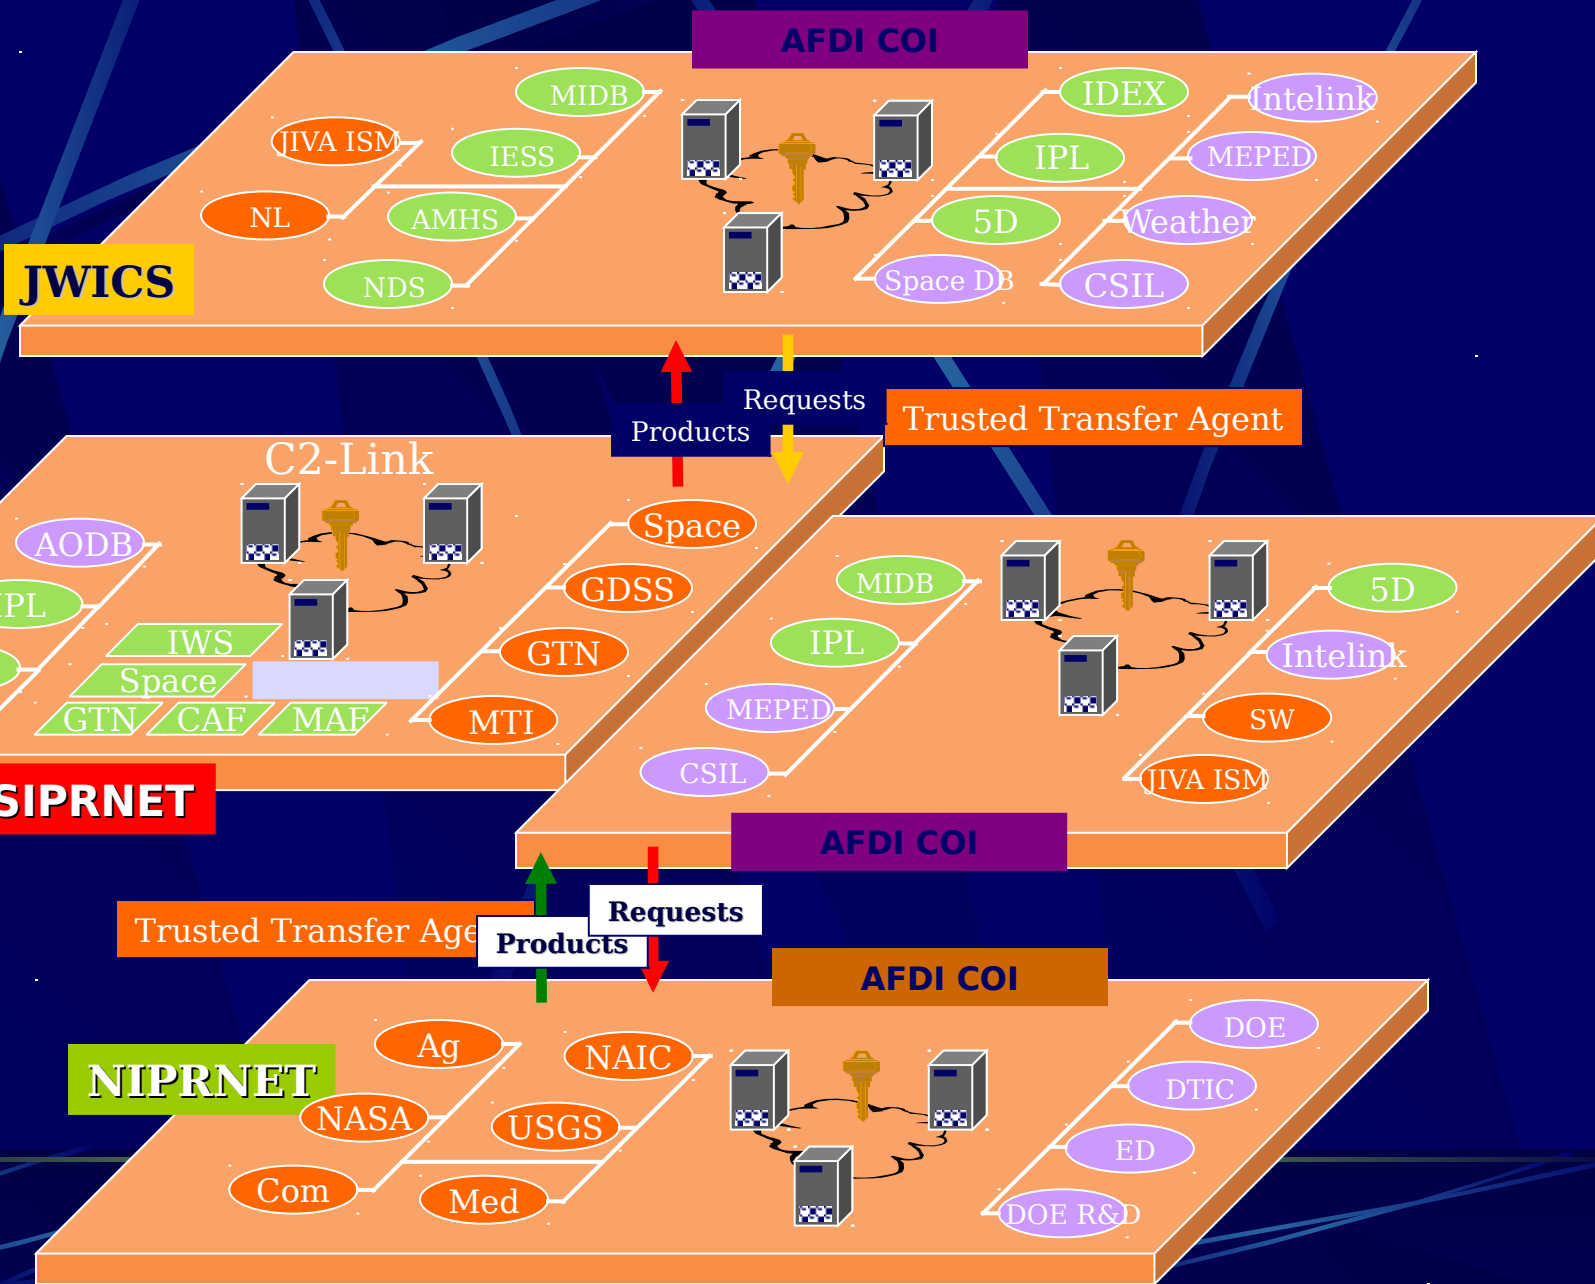 AFDI COI
MIDB
IDEX
Intelink
JIVA ISM
IESS
IPL
MEPED
NL
AMHS
5D
Weather
JWICS
NDS
Space DB
CSIL
Requests
Products
Trusted Transfer Agent
C2-Link
AODB
Space
IPL
GDSS
IWS
GTN
Space
GTN
CAF
MAF
MTI
SIPRNET
MIDB
5D
IPL
Intelink
MEPED
SW
CSIL
JIVA ISM
AFDI COI
Trusted Transfer Age
Requests
Products
AFDI COI
NIPRNET
Ag
NAIC
DOE
NASA
USGS
DTIC
ED
Com
Med
DOE R&D